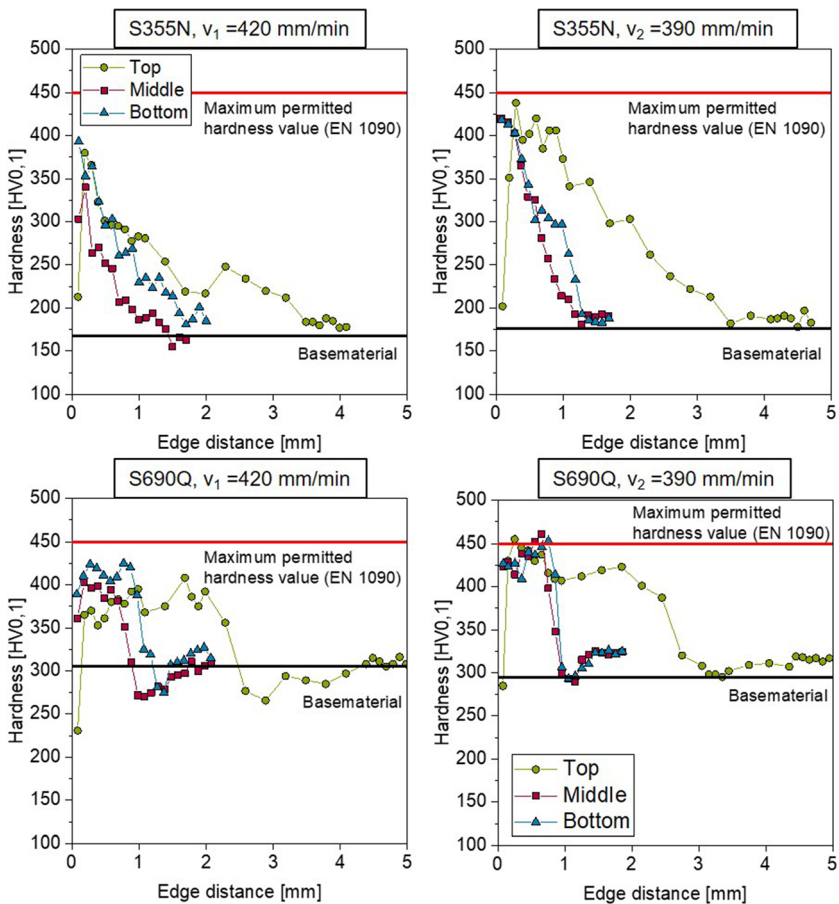 S355N, v1 =420 mm/min
500
450
400
350
300
250
200
150
100
Hardness [HV0,1]
Top
Middle
Bottom
Maximum permitted
hardness value (EN 1090)
Basematerial
0 1 2 3 4 5
Edge distance [mm]
S355N, v2 =390 mm/min
500
450
400
350
300
250
200
150
100
Hardness [HV0,1]
Maximum permitted
hardness value (EN 1090)
Basematerial
0 1 2 3 4 5
Edge distance [mm]
S690Q, v1 =420 mm/min
500
450
400
350
300
250
200
150
100
Hardness [HV0,1]
Maximum permitted
hardness value (EN 1090)
Basematerial
0 1 2 3 4 5
Edge distance [mm]
S690Q, v2 =390 mm/min
500
450
400
350
300
250
200
150
100
Hardness [HV0,1]
Maximum permitted
hardness value (EN 1090)
Basematerial
Top
Middle
Bottom
0 1 2 3 4 5
Edge distance [mm]